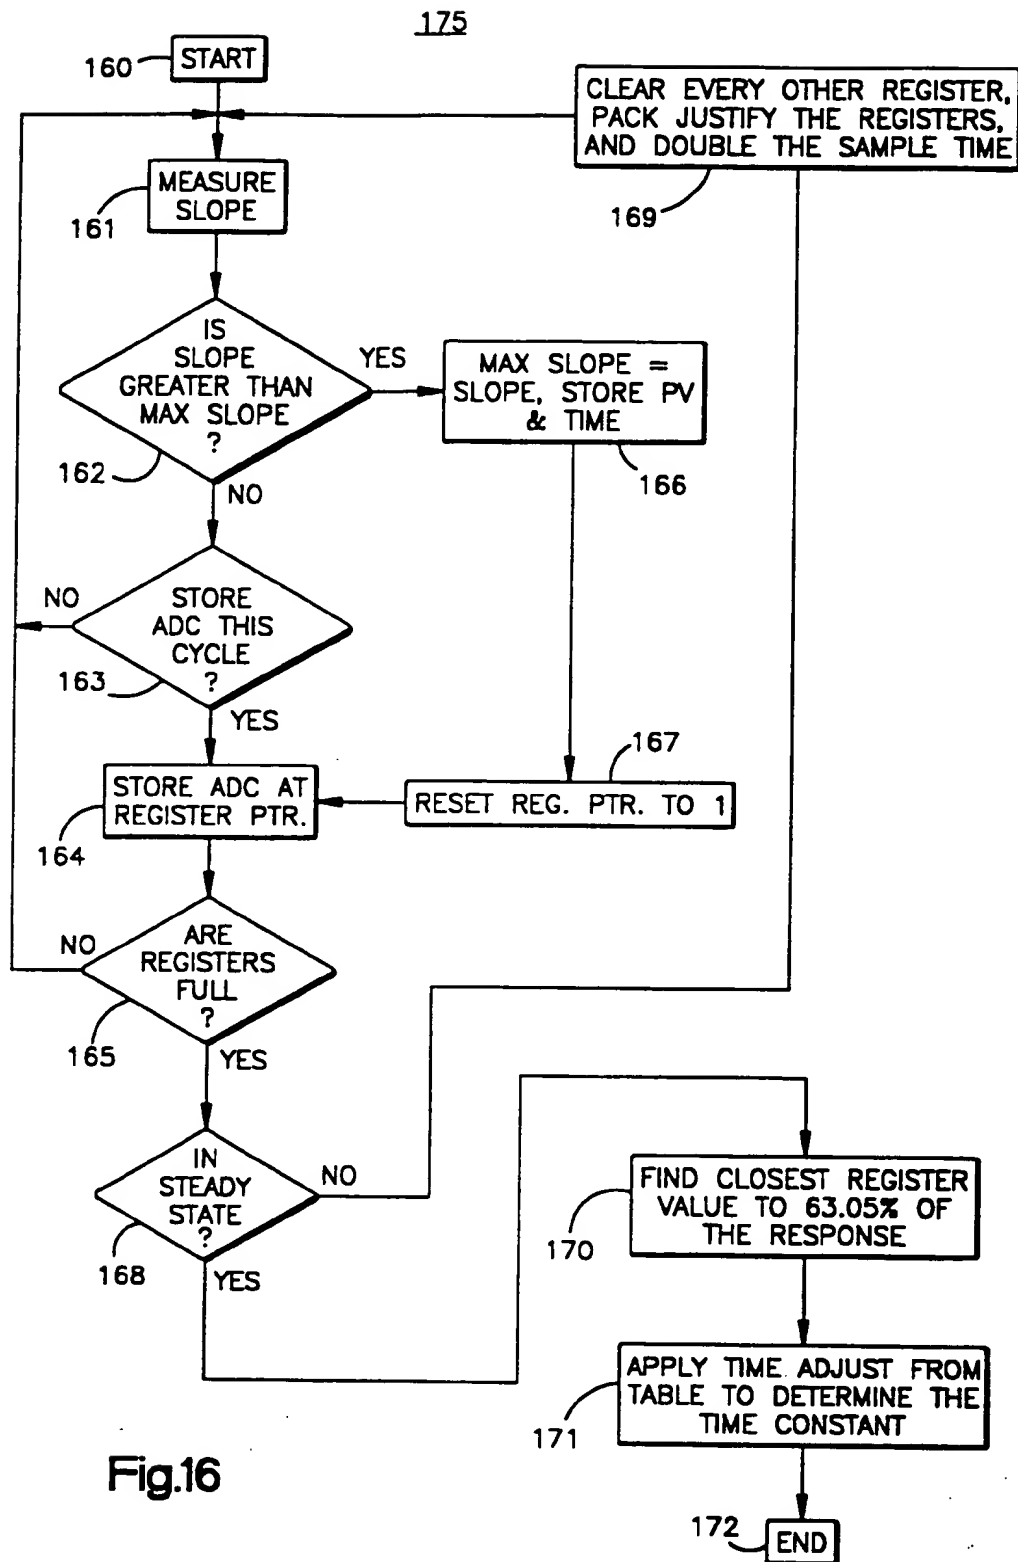 175
160
START
CLEAR EVERY OTHER REGISTER,
PACK JUSTIFY THE REGISTERS,
AND DOUBLE THE SAMPLE TIME
169
MEASURE
SLOPE
161
IS
SLOPE
GREATER THAN
MAX SLOPE
?
162
YES
NO
MAX SLOPE =
SLOPE, STORE PV
& TIME
166
STORE
ADC THIS
CYCLE
?
163
NO
YES
167
RESET REG. PTR. TO 1
STORE ADC AT
REGISTER PTR.
164
ARE
REGISTERS
FULL
?
165
NO
YES
IN
STEADY
STATE
?
168
NO
YES
FIND CLOSEST REGISTER
VALUE TO 63.05% OF
THE RESPONSE
170
APPLY TIME ADJUST FROM
TABLE TO DETERMINE THE
TIME CONSTANT
171
172
END
Fig.16